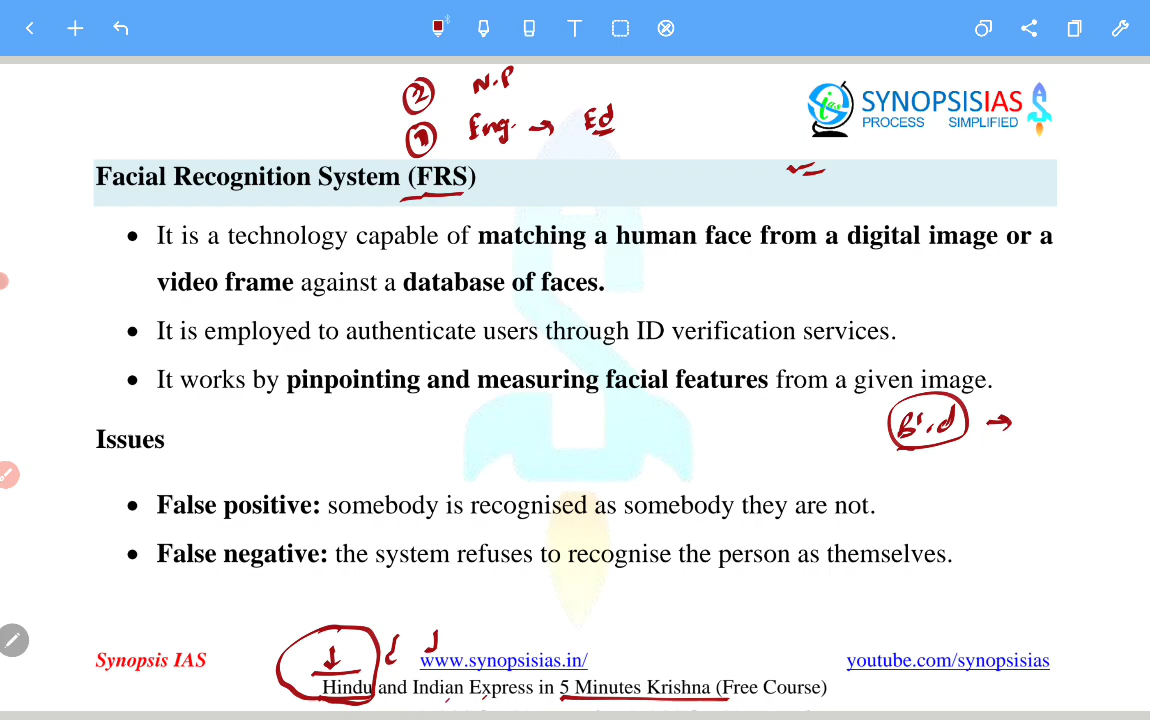 ② N.P
① Eng. → Ed
SYNOPSISIAS
PROCESS SIMPLIFIED
Facial Recognition System (FRS)
• It is a technology capable of matching a human face from a digital image or a
video frame against a database of faces.
• It is employed to authenticate users through ID verification services.
• It works by pinpointing and measuring facial features from a given image.
Issues
• False positive: somebody is recognised as somebody they are not.
• False negative: the system refuses to recognise the person as themselves.
Synopsis IAS www.synopsisias.in/ youtube.com/synopsisias
Hindu and Indian Express in 5 Minutes Krishna (Free Course)